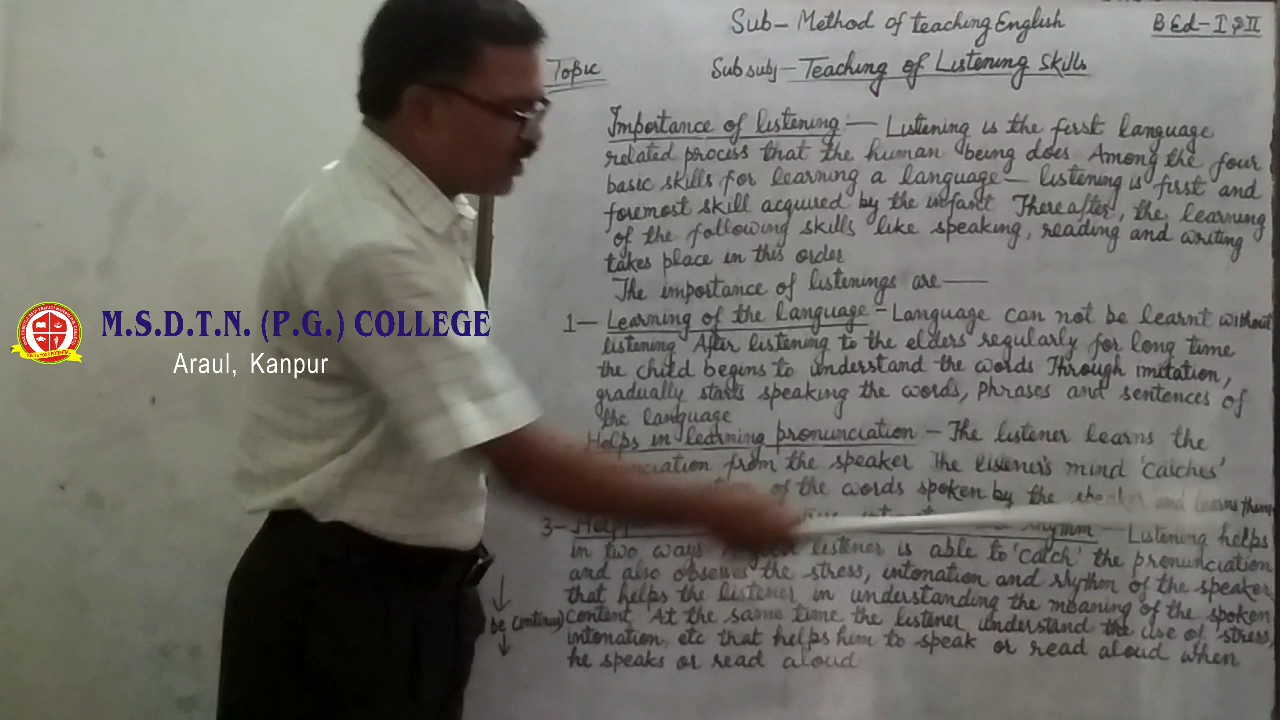 Sub- Method of teaching English
B Ed- I & II
Topic
Sub subj - Teaching of Listening Skills
Importance of listening:- Listening is the first language
related process that the human being does Among the four
basic skills for learning a language - listening is first and
foremost skill acquired by the infant Thereafter, the learning
of the following skills like speaking, reading and writing
takes place in this order
The importance of listenings are-
1- Learning of the language - Language can not be learnt without
listening After listening to the elders regularly for long time
the child begins to understand the words Through imitation,
gradually starts speaking the words, phrases and sentences of
the language
Helps in learning pronunciation - The listener learns the
from the speaker The listener's mind 'catches'
of the words spoken by the speaker and learns them
3- Rhythm - Listening helps
in two ways listener is able to 'catch' the pronunciation
and also observes the stress, intonation and rhythm of the speaker,
that helps the listener in understanding the meaning of the spoken
content. At the same time the listener understand the use of stress,
intonation, etc that helps him to speak or read aloud when
he speaks or read aloud
be continue)
M.S.D.T.N. (P.G.) COLLEGE
Araul, Kanpur